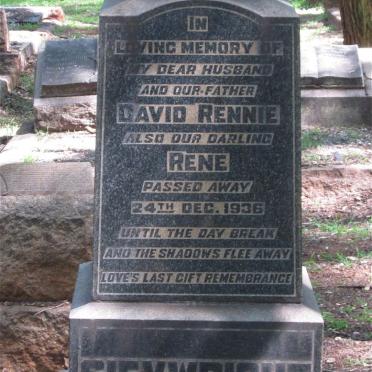 IN
LOVING MEMORY OF
MY DEAR HUSBAND
AND OUR FATHER
DAVID RENNIE
ALSO OUR DARLING
RENE
PASSED AWAY
24TH DEC. 1936
UNTIL THE DAY BREAK
AND THE SHADOWS FLEE AWAY
LOVE'S LAST GIFT REMEMBRANCE